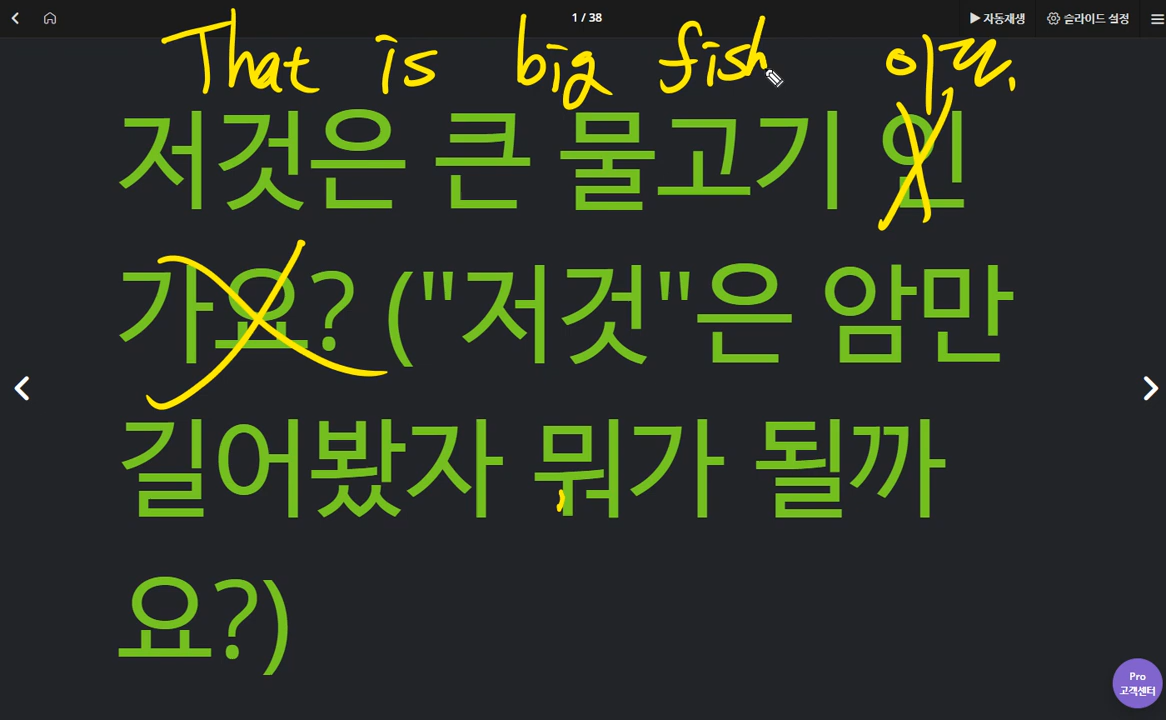 1 / 38
자동재생
슬라이드 설정
That is big fish 이다.
저것은 큰 물고기 인
가요? ("저것"은 암만
길어봤자 뭐가 될까
요?)
Pro
고객센터